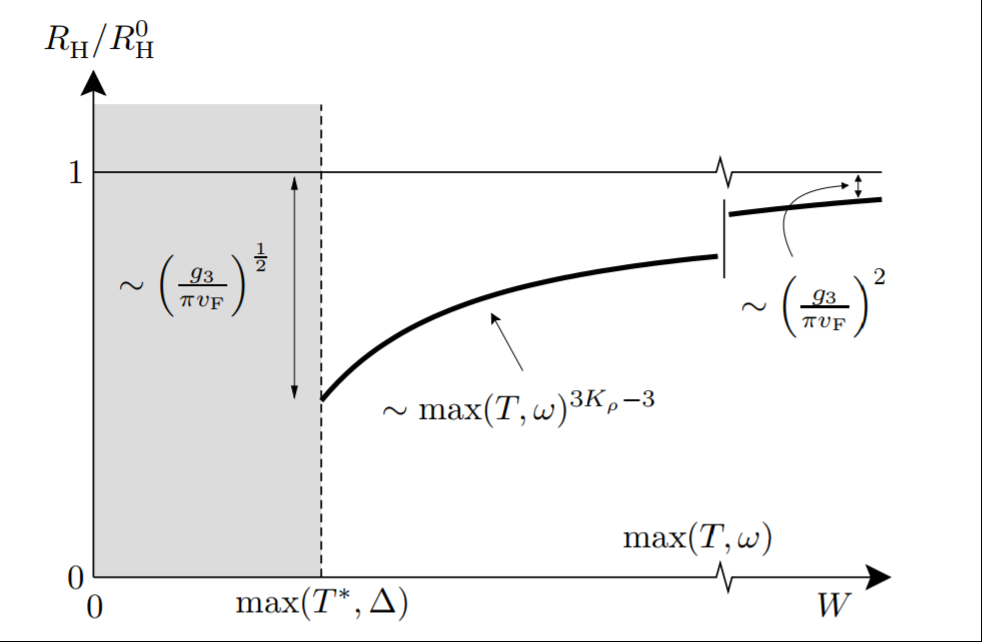 R_H/R_H^0
1
∼ (g_3/πv_F)^{1/2}
∼ (g_3/πv_F)^2
∼ max(T, ω)^{3K_ρ−3}
max(T, ω)
0
0
max(T*, Δ)
W